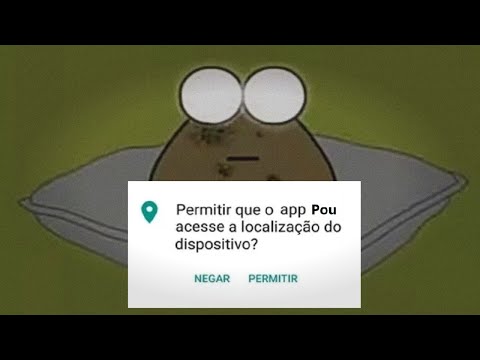 Permitir que o app Pou
acesse a localização do
dispositivo?
NEGAR PERMITIR